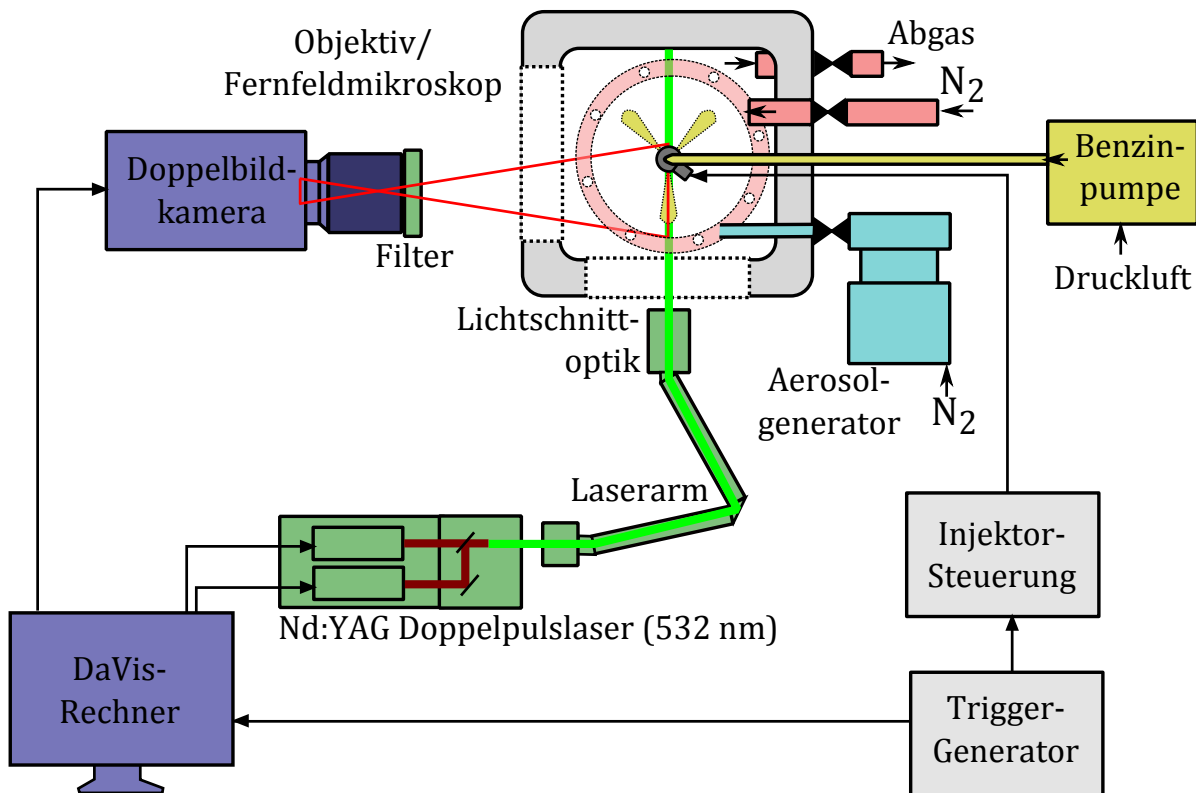 Objektiv/
Fernfeldmikroskop
Abgas
N2
Doppelbild-
kamera
Benzin-
pumpe
Filter
Druckluft
Lichtschnitt-
optik
Aerosol-
generator
N2
Laserarm
Injektor-
Steuerung
Nd:YAG Doppelpulslaser (532 nm)
DaVis-
Rechner
Trigger-
Generator